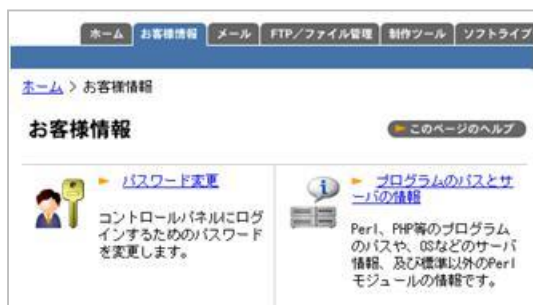 ホーム
お客様情報
メール
FTP／ファイル管理
制作ツール
ソフトライブ
ホーム > お客様情報
お客様情報
このページのヘルプ
パスワード変更
コントロールパネルにログ
インするためのパスワード
を変更します。
プログラムのパスとサ
ーバの情報
Perl、PHP等のプログラム
のパスや、OSなどのサーバ
情報、及び標準以外のPerl
モジュールの情報です。